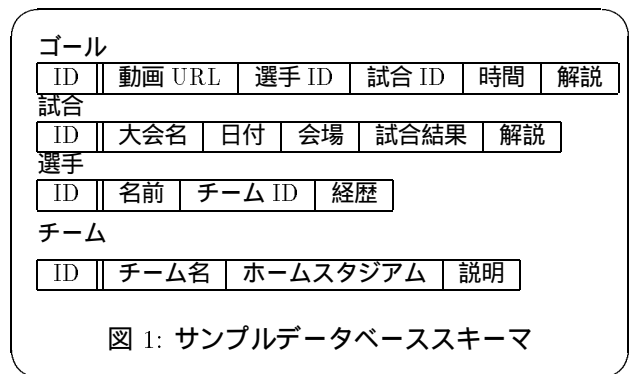 ゴール
ID 動画 URL 選手 ID 試合 ID 時間 解説
試合
ID 大会名 日付 会場 試合結果 解説
選手
ID 名前 チーム ID 経歴
チーム
ID チーム名 ホームスタジアム 説明
図 1: サンプルデータベーススキーマ